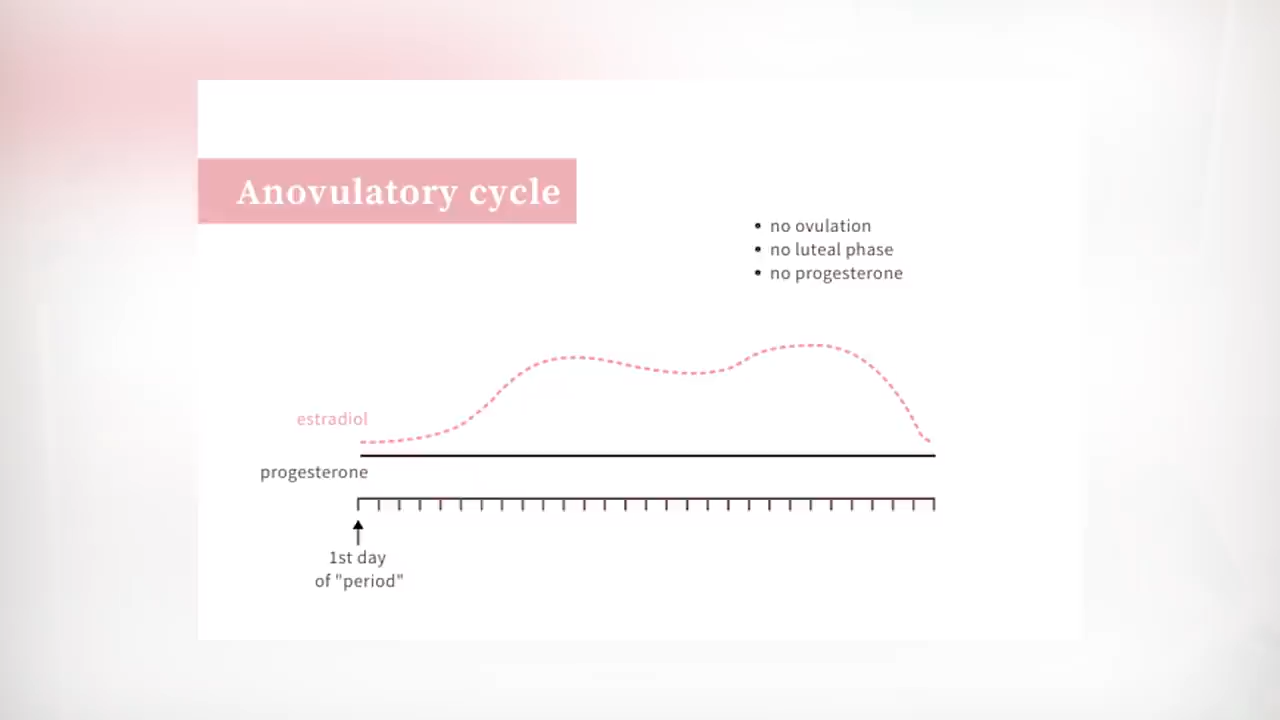 Anovulatory cycle
• no ovulation
• no luteal phase
• no progesterone
estradiol
progesterone
1st day
of "period"